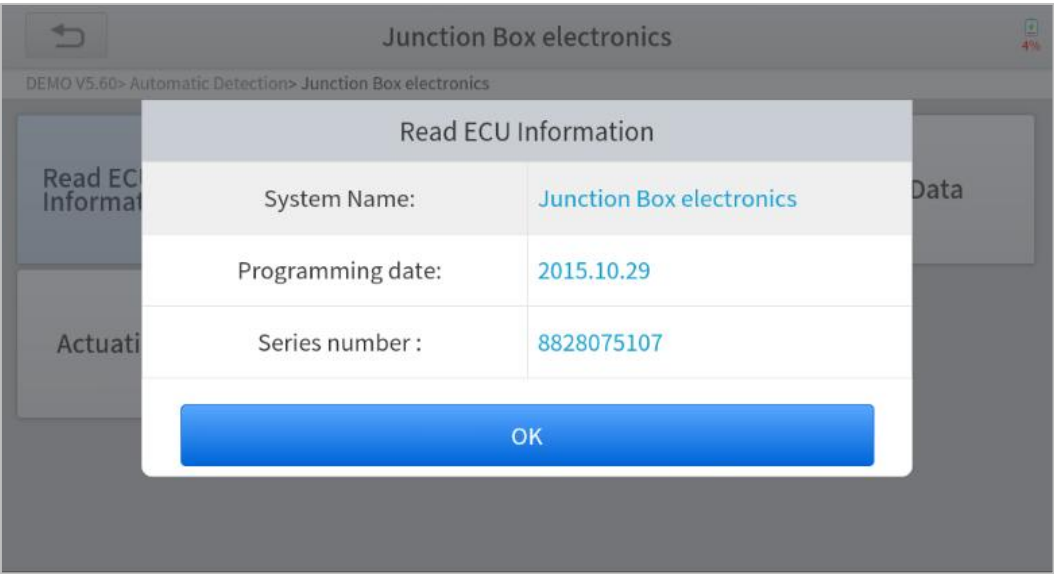 Junction Box electronics
4%
DEMO V5.60> Automatic Detection> Junction Box electronics
Read ECU Information
Read EC
Informat
System Name:
Junction Box electronics
Data
Programming date:
2015.10.29
Actuati
Series number :
8828075107
OK